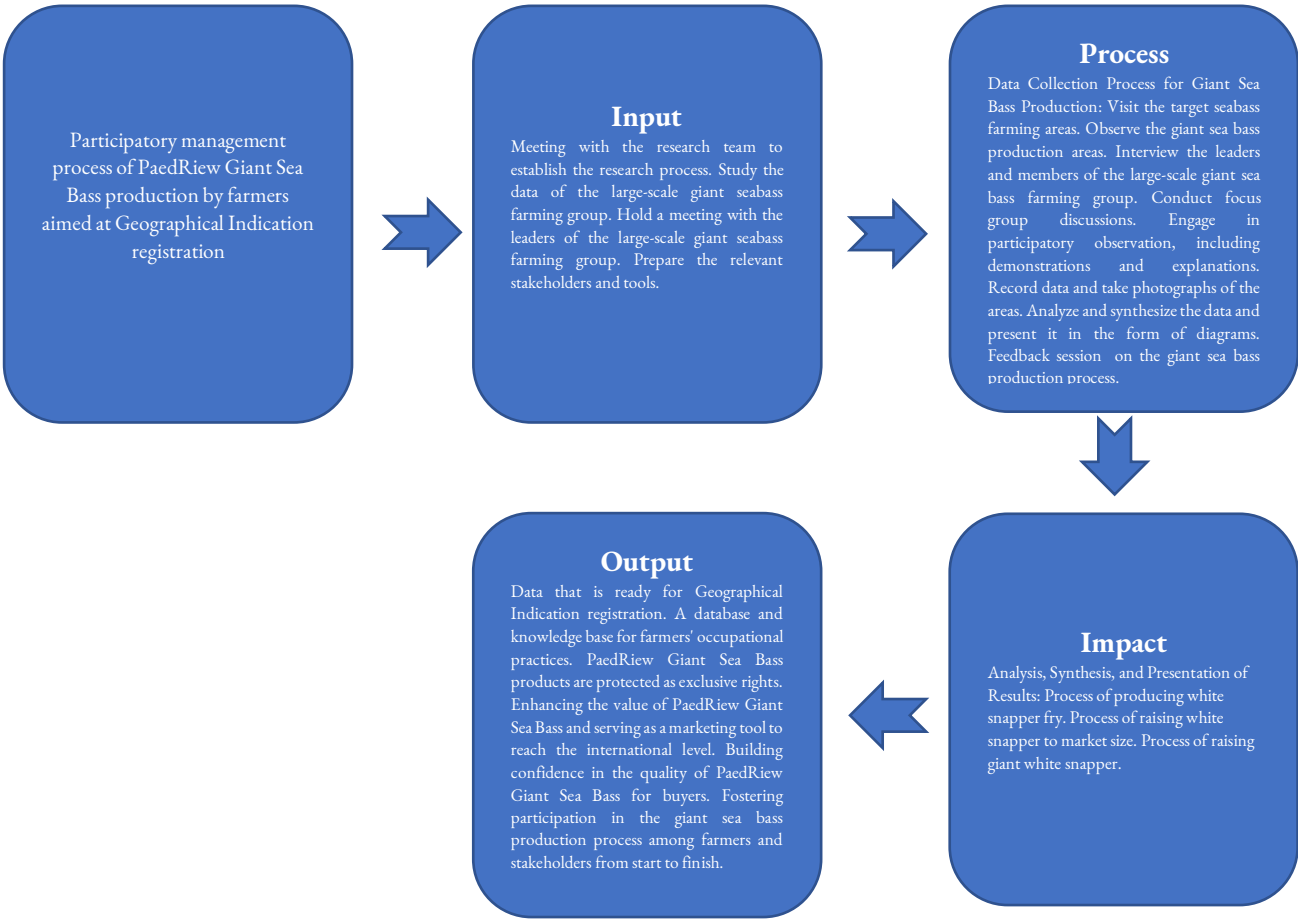 Participatory management
process of PaedRiew Giant Sea
Bass production by farmers
aimed at Geographical Indication
registration
Input
Meeting with the research team to
establish the research process. Study the
data of the large-scale giant seabass
farming group. Hold a meeting with the
leaders of the large-scale giant seabass
farming group. Prepare the relevant
stakeholders and tools.
Process
Data Collection Process for Giant Sea
Bass Production: Visit the target seabass
farming areas. Observe the giant sea bass
production areas. Interview the leaders
and members of the large-scale giant sea
bass farming group. Conduct focus
group discussions. Engage in
participatory observation, including
demonstrations and explanations.
Record data and take photographs of the
areas. Analyze and synthesize the data and
present it in the form of diagrams.
Feedback session on the giant sea bass
production process.
Impact
Analysis, Synthesis, and Presentation of
Results: Process of producing white
snapper fry. Process of raising white
snapper to market size. Process of raising
giant white snapper.
Output
Data that is ready for Geographical
Indication registration. A database and
knowledge base for farmers' occupational
practices. PaedRiew Giant Sea Bass
products are protected as exclusive rights.
Enhancing the value of PaedRiew Giant
Sea Bass and serving as a marketing tool to
reach the international level. Building
confidence in the quality of PaedRiew
Giant Sea Bass for buyers. Fostering
participation in the giant sea bass
production process among farmers and
stakeholders from start to finish.